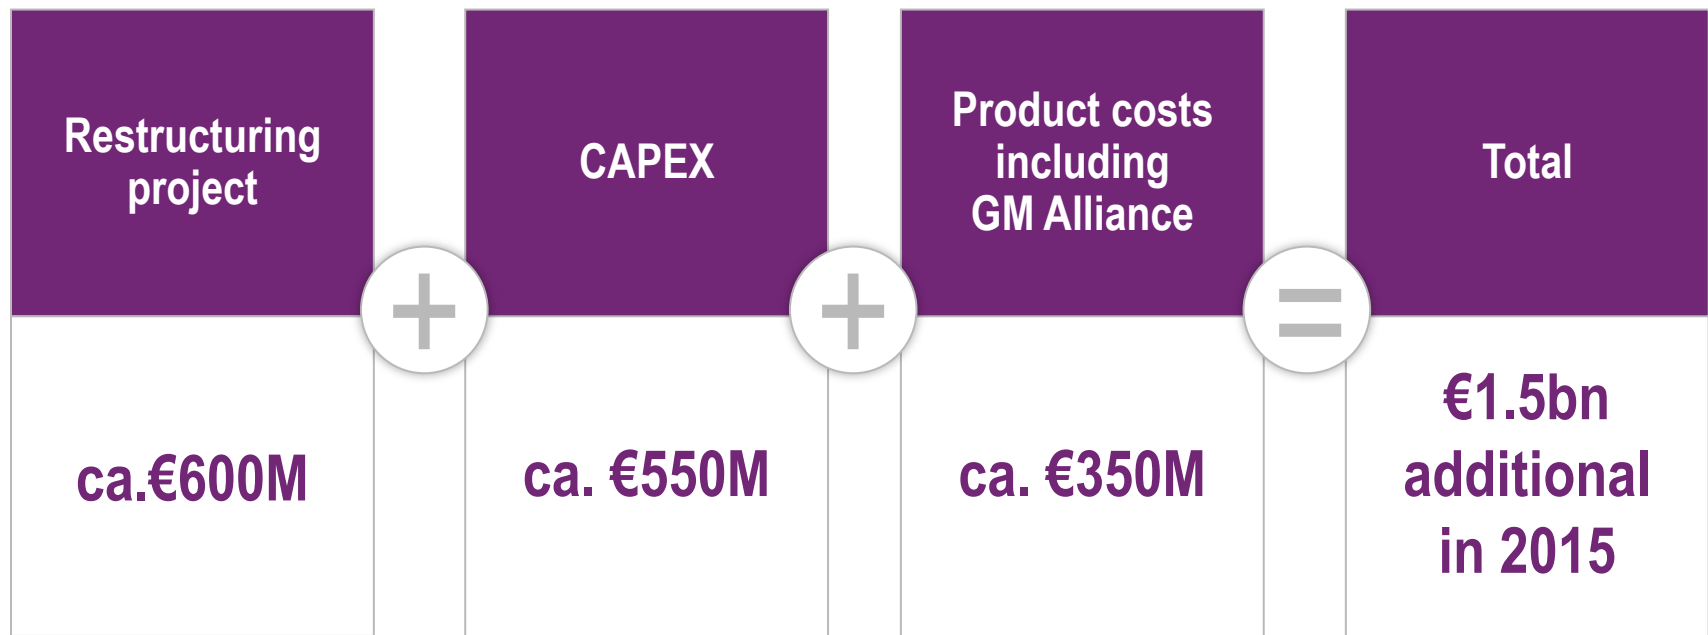 Restructuring
project
CAPEX
Product costs
including
GM Alliance
Total
+
+
=
ca.€600M
ca. €550M
ca. €350M
€1.5bn
additional
in 2015